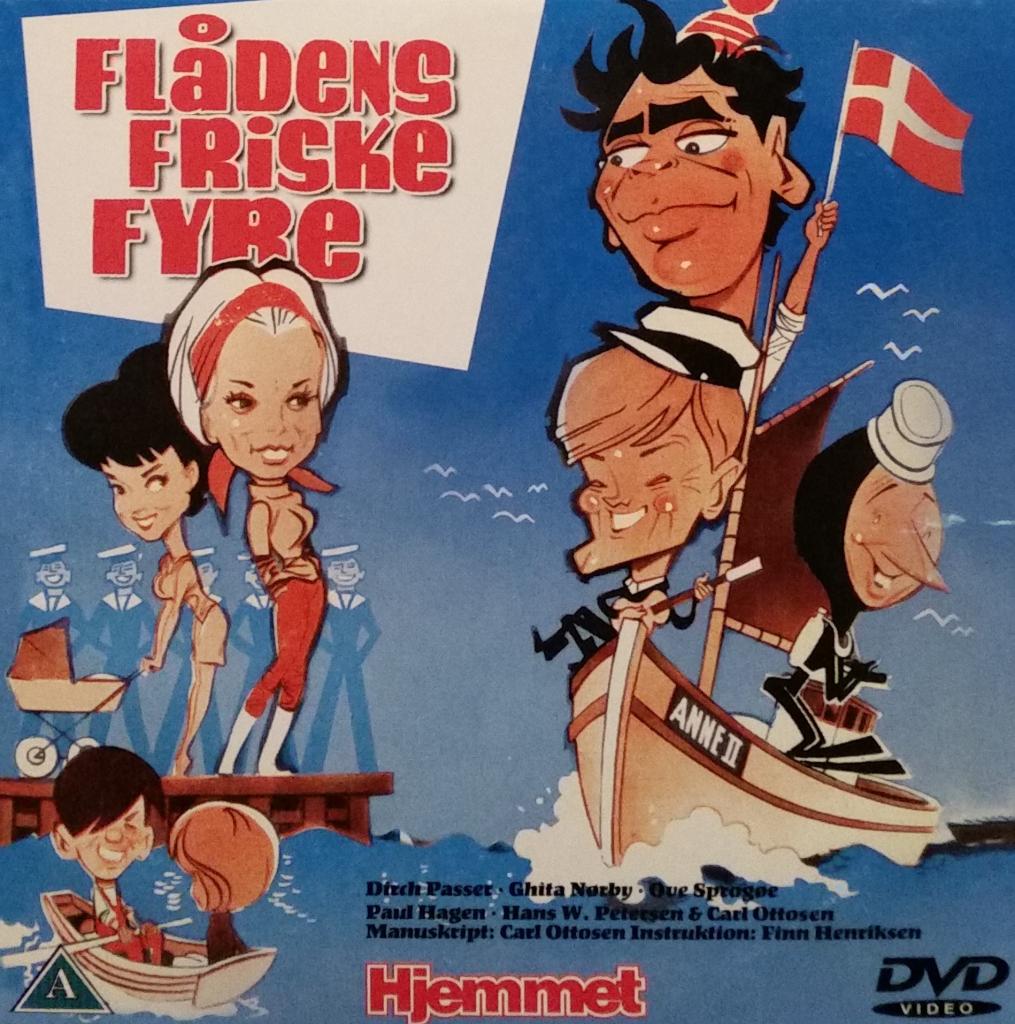 FLÅDENS
FRISKE
FYRE
ANNE II
Dirch Passer · Ghita Nørby · Ove Sprogøe
Paul Hagen · Hans W. Petersen & Carl Ottosen
Manuskript: Carl Ottosen Instruktion: Finn Henriksen
A
Hjemmet
DVD
VIDEO